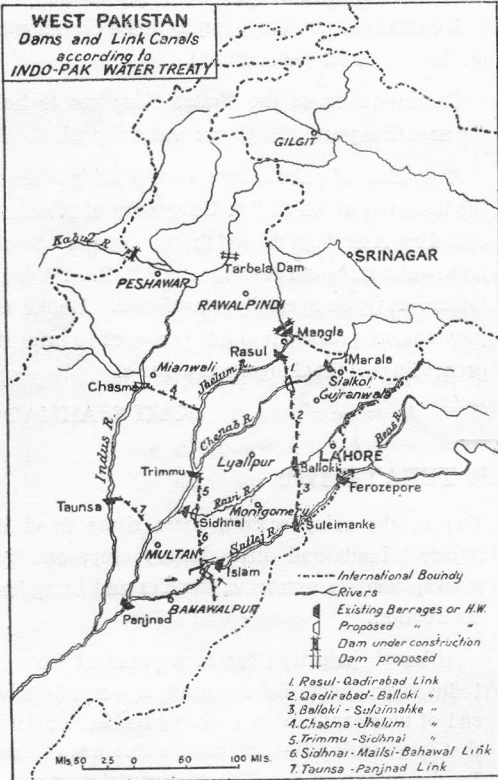 WEST PAKISTAN
Dams and Link Canals
according to
INDO-PAK WATER TREATY
GILGIT
Kabul R.
PESHAWAR
Tarbela Dam
SRINAGAR
RAWALPINDI
Mangla
Rasul
Marala
Mianwali
Sialkot
Chasma
4
Jhelum R.
Gujranwala
1
2
Chenab R.
Beas R.
Indus R.
Lyallpur
LAHORE
Trimmu
Balloki
5
3
Ferozepore
Ravi R.
Taunsa
7
Montgomery
Sidhnai
Suleimanke
6
Sutlej R.
MULTAN
Islam
BAHAWALPUR
Panjnad
International Boundy
Rivers
Existing Barrages or H.W.
Proposed " "
Dam under construction
Dam proposed
1. Rasul-Qadirabad Link
2. Qadirabad-Balloki "
3. Balloki-Sulaimahke "
4. Chasma-Jhelum "
5. Trimmu-Sidhnai "
6. Sidhnai-Mailsi-Bahawal Link
7. Taunsa-Panjnad Link
Mls. 50 25 0 50 100 Mls.